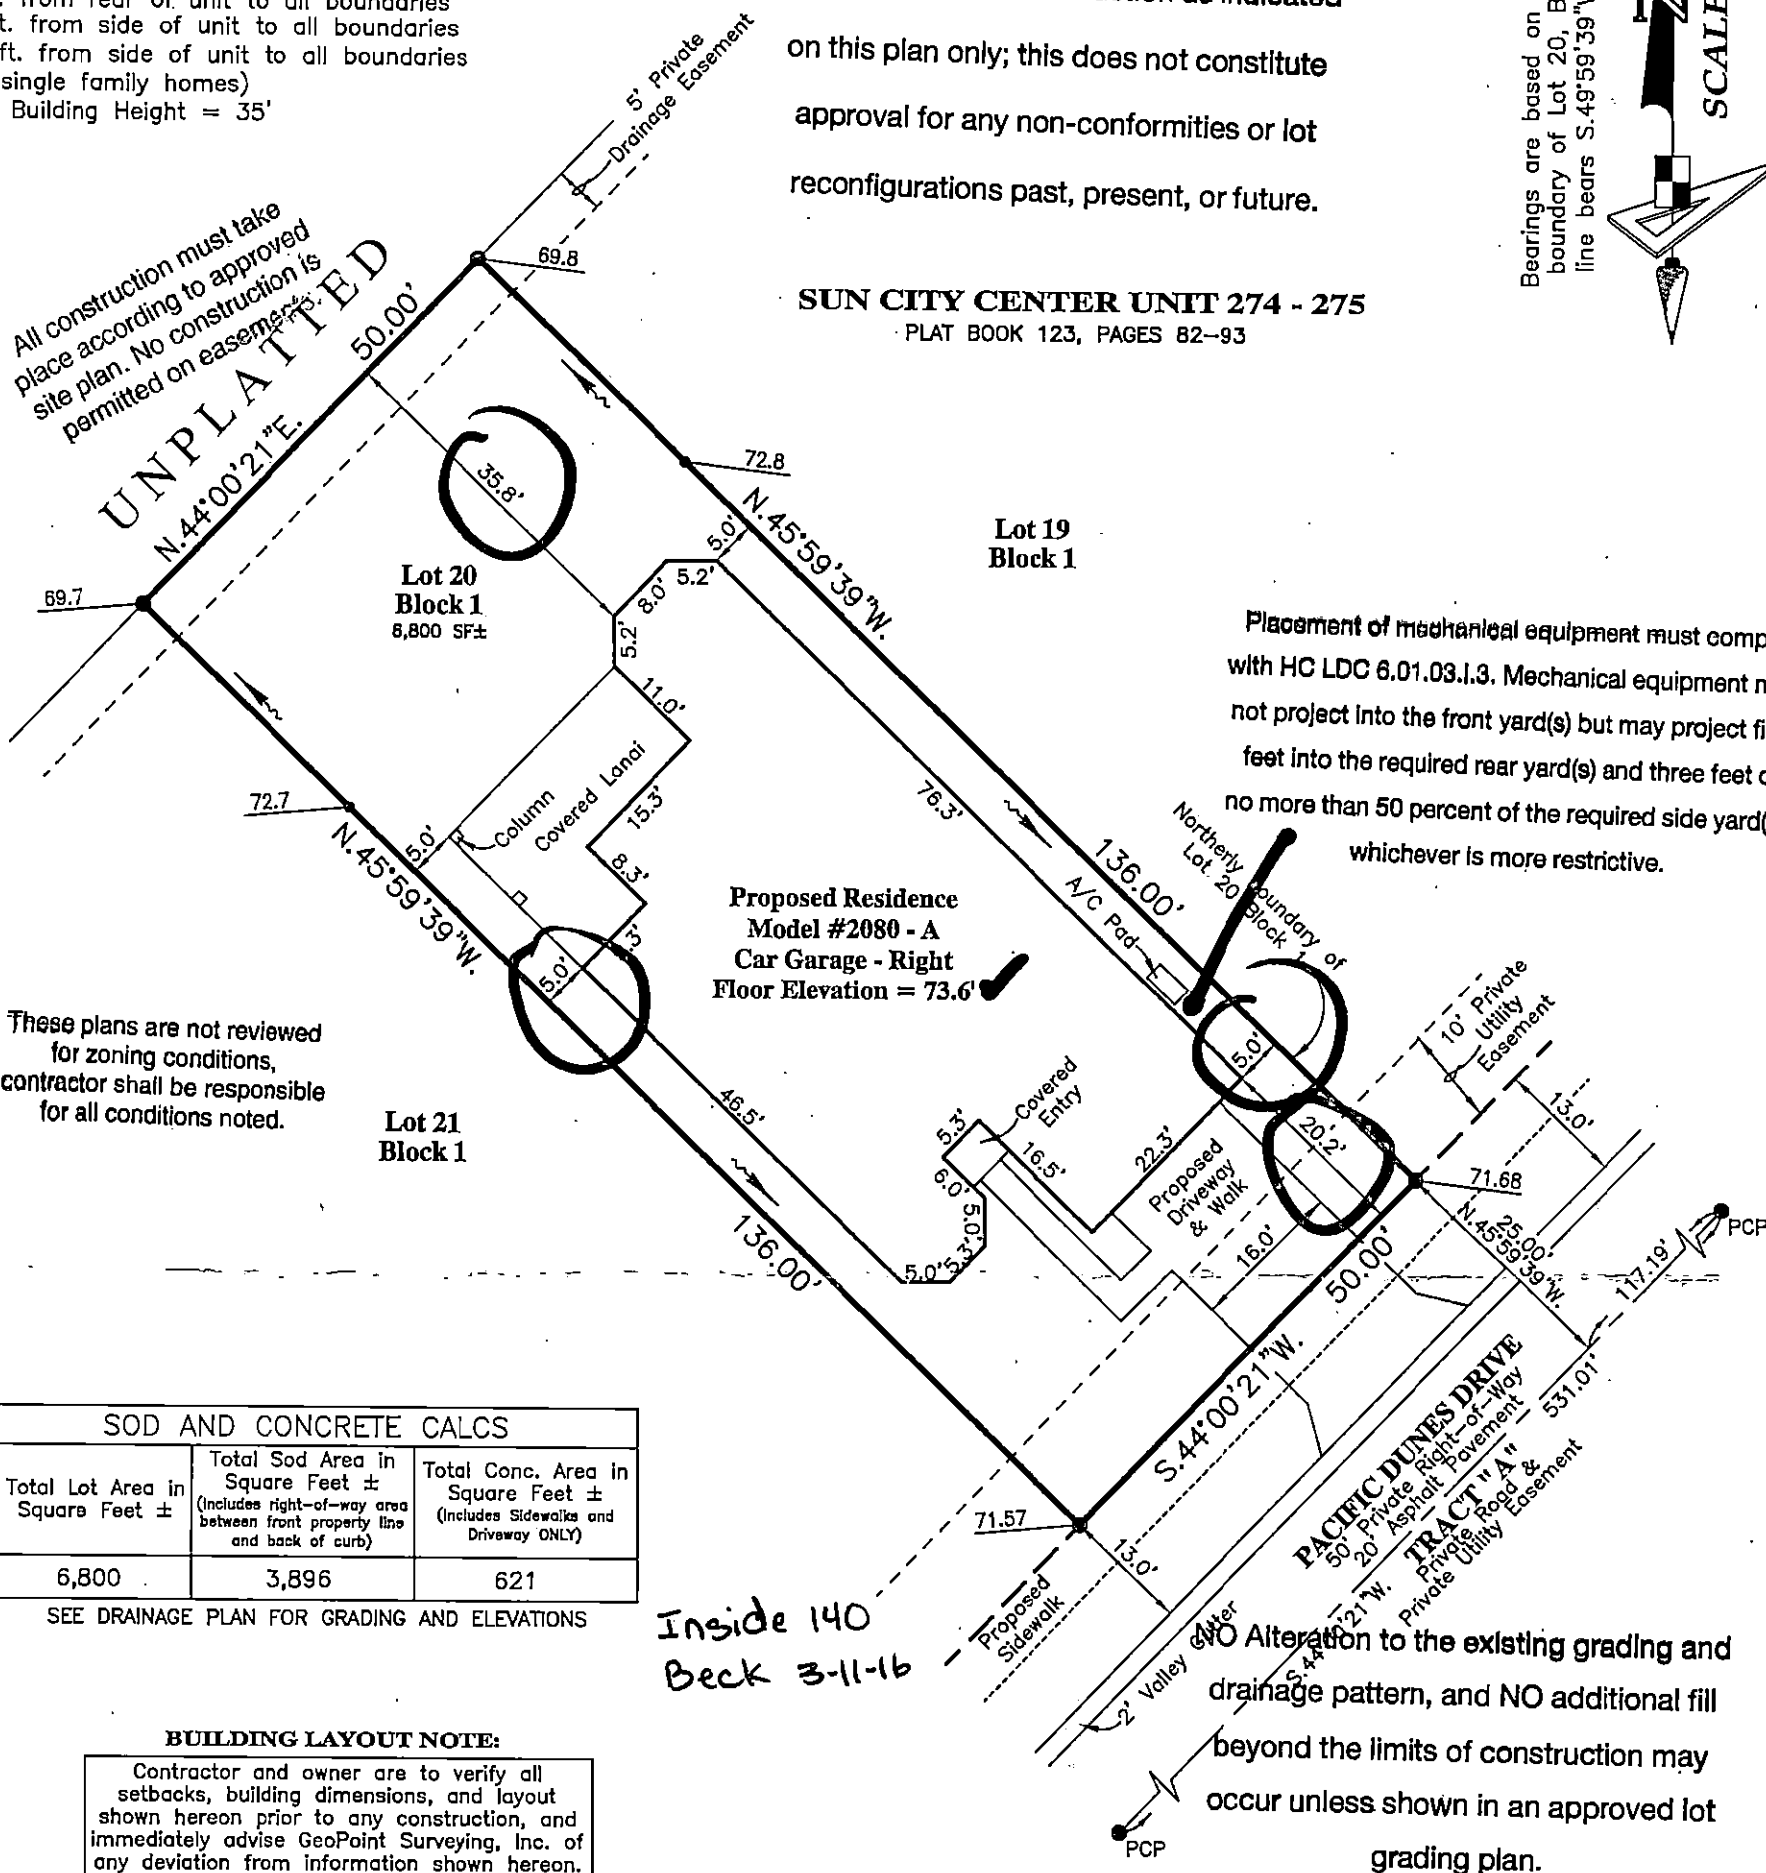 from rear of unit to all boundaries
t. from side of unit to all boundaries
ft. from side of unit to all boundaries
single family homes)
Building Height = 35'
as indicated
on this plan only; this does not constitute
approval for any non-conformities or lot
reconfigurations past, present, or future.
Bearings are based on
boundary of Lot 20, B
line bears S.49°59'39"
SCALE
5' Private
Drainage Easement
All construction must take
place according to approved
site plan. No construction is
permitted on easements.
UNPLATTED
50.00'
N.44°00'21"E.
69.8
SUN CITY CENTER UNIT 274 - 275
PLAT BOOK 123, PAGES 82--93
72.8
35.8'
N.45°59'39"W.
5.0'
5.2'
8.0'
5.2'
11.0'
Lot 19
Block 1
Lot 20
Block 1
6,800 SF±
69.7
Placement of mechanical equipment must comp
with HC LDC 6.01.03.I.3. Mechanical equipment
not project into the front yard(s) but may project fi
feet into the required rear yard(s) and three feet
no more than 50 percent of the required side yard(
whichever is more restrictive.
72.7
5.0'
Column
Covered Lanai
15.3'
8.3'
76.3'
136.00'
Northerly Boundary of
Lot 20 Block 1
A/C Pad
N.45°59'39"W.
Proposed Residence
Model #2080 - A
Car Garage - Right
Floor Elevation = 73.6'
5.0'
.3'
5.0'
10' Private
Utility
Easement
These plans are not reviewed
for zoning conditions,
contractor shall be responsible
for all conditions noted.
Lot 21
Block 1
46.5'
136.00'
Covered
Entry
5.3'
16.5'
6.0'
5.0'
5.3'
5.0'
22.3'
Proposed
Driveway
& Walk
16.0'
20.2'
13.0'
71.68
25.00'
N.45°59'39"W.
117.19'
PCP
50.00'
S.44°00'21"W.
PACIFIC DUNES DRIVE
50' Private Right-of-Way
20' Asphalt Pavement
TRACT "A"
Private Road &
Private Utility Easement
531.01'
SOD AND CONCRETE CALCS
Total Lot Area in
Square Feet ±
Total Sod Area in
Square Feet ±
(Includes right-of-way area
between front property line
and back of curb)
Total Conc. Area in
Square Feet ±
(Includes Sidewalks and
Driveway ONLY)
6,800
3,896
621
SEE DRAINAGE PLAN FOR GRADING AND ELEVATIONS
71.57
13.0'
Proposed
Sidewalk
2' Valley Gutter
Inside 140
Beck 3-11-16
NO Alteration to the existing grading and
drainage pattern, and NO additional fill
beyond the limits of construction may
occur unless shown in an approved lot
grading plan.
PCP
BUILDING LAYOUT NOTE:
Contractor and owner are to verify all
setbacks, building dimensions, and layout
shown hereon prior to any construction, and
immediately advise GeoPoint Surveying, Inc. of
any deviation from information shown hereon.